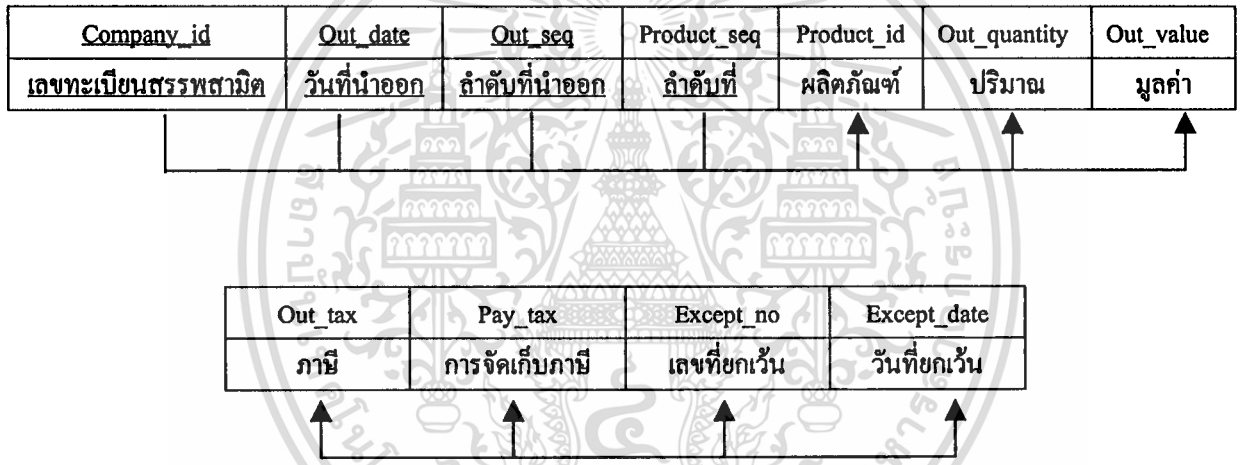 Company_id Out_date Out_seq Product_seq Product_id Out_quantity Out_value
เลขทะเบียนสรรพสามิต วันที่นำออก ลำดับที่นำออก ลำดับที่ ผลิตภัณฑ์ ปริมาณ มูลค่า
Out_tax Pay_tax Except_no Except_date
ภาษี การจัดเก็บภาษี เลขที่ยกเว้น วันที่ยกเว้น